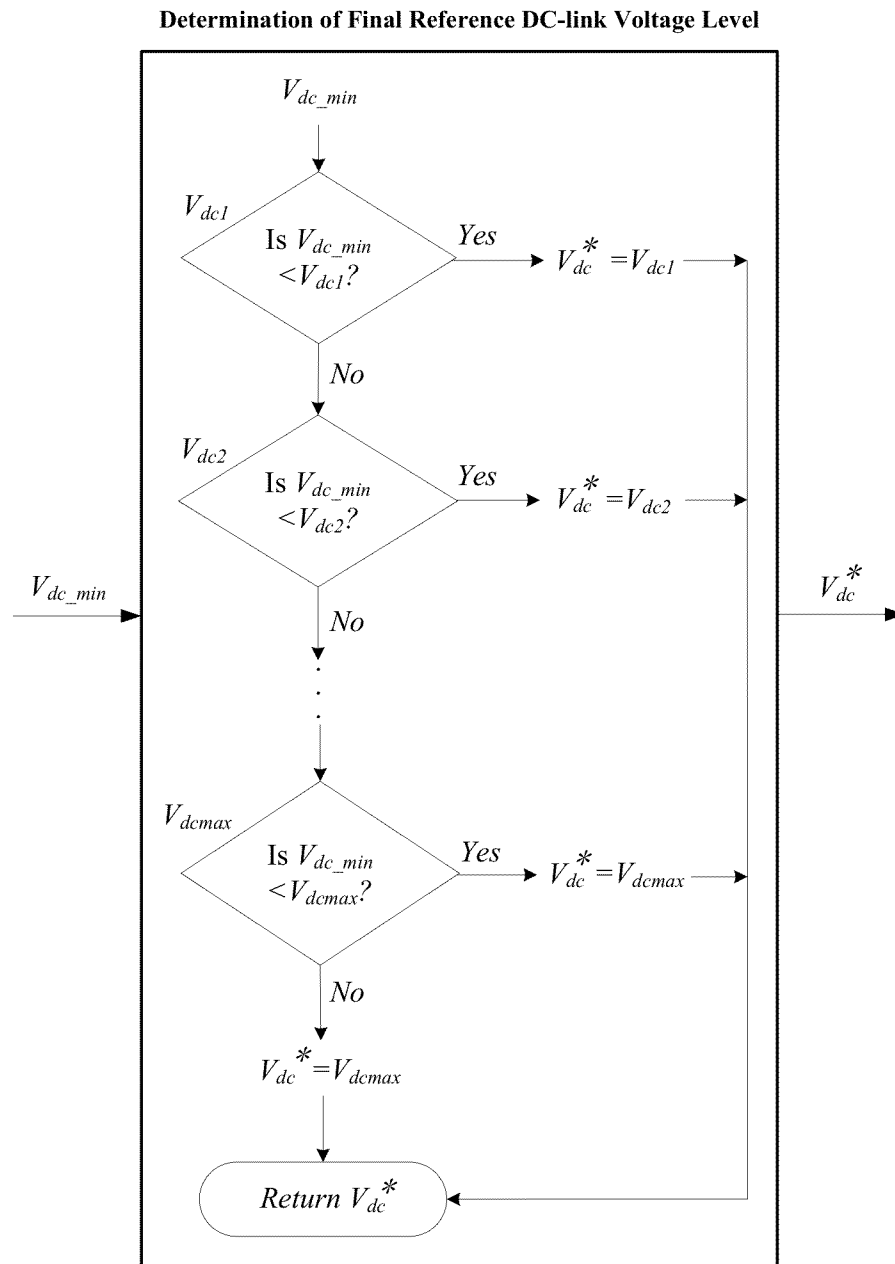 Determination of Final Reference DC-link Voltage Level
V_dc_min
V_dc1
Is V_dc_min
<V_dc1?
Yes
V_dc* =V_dc1
No
V_dc2
Is V_dc_min
<V_dc2?
Yes
V_dc* =V_dc2
V_dc_min
V_dc*
No
.
.
.
V_dcmax
Is V_dc_min
<V_dcmax?
Yes
V_dc* =V_dcmax
No
V_dc* =V_dcmax
Return V_dc*